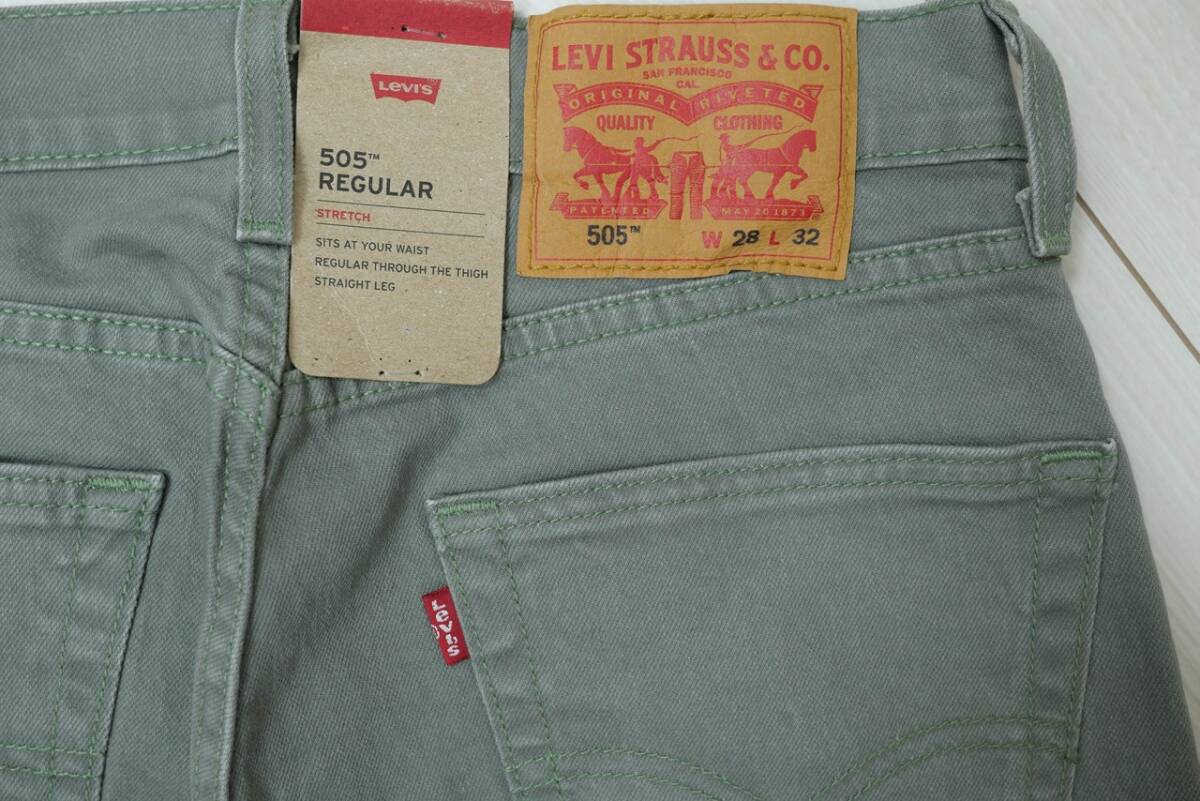 Levi's
505™
REGULAR
STRETCH
SITS AT YOUR WAIST
REGULAR THROUGH THE THIGH
STRAIGHT LEG
LEVI STRAUSS & CO.
SAN FRANCISCO
CAL.
ORIGINAL RIVETED
QUALITY CLOTHING
PATENTED MAY 20 1873 ®
505™ W 28 L 32
Levi's
®